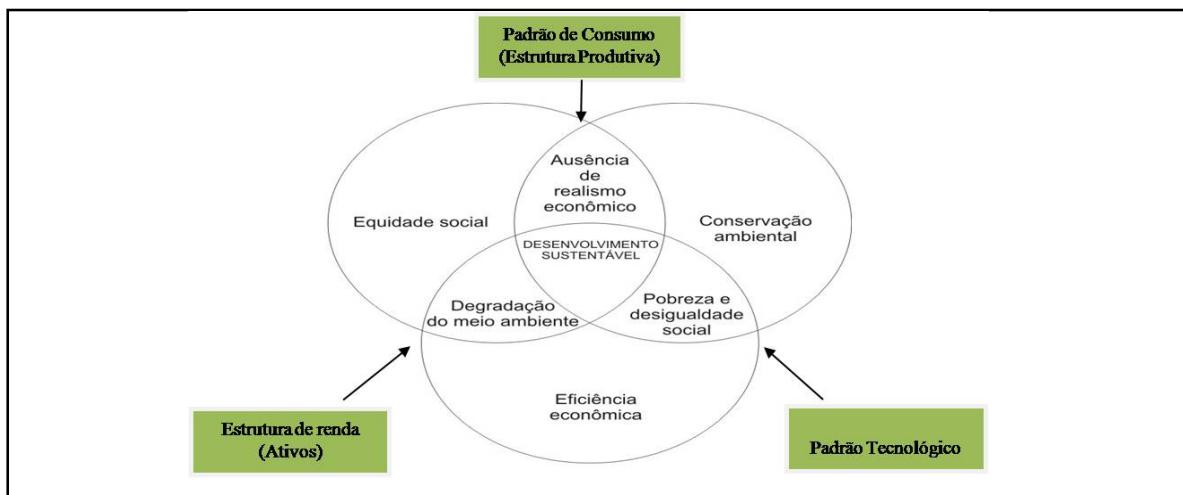 Padrão de Consumo
(Estrutura Produtiva)
Ausência
de
realismo
econômico
Equidade social
Conservação
ambiental
DESENVOLVIMENTO
SUSTENTÁVEL
Degradação
do meio ambiente
Pobreza e
desigualdade
social
Eficiência
econômica
Estrutura de renda
(Ativos)
Padrão Tecnológico